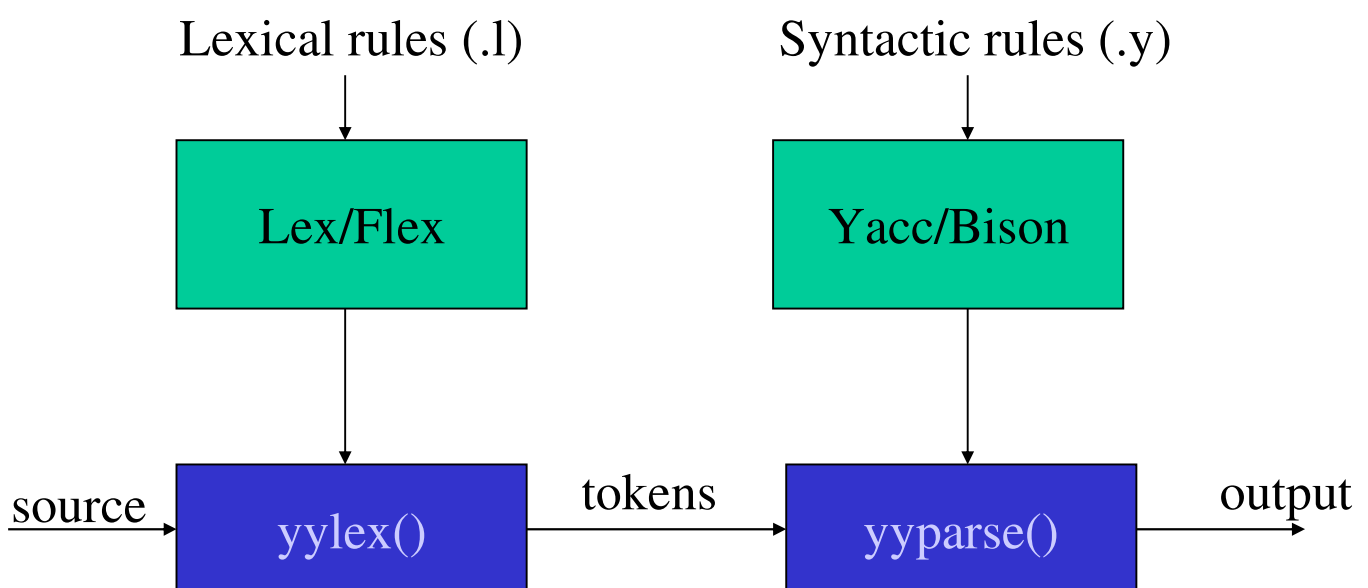 Lexical rules (.l)
Syntactic rules (.y)
Lex/Flex
Yacc/Bison
source
yylex()
tokens
yyparse()
output